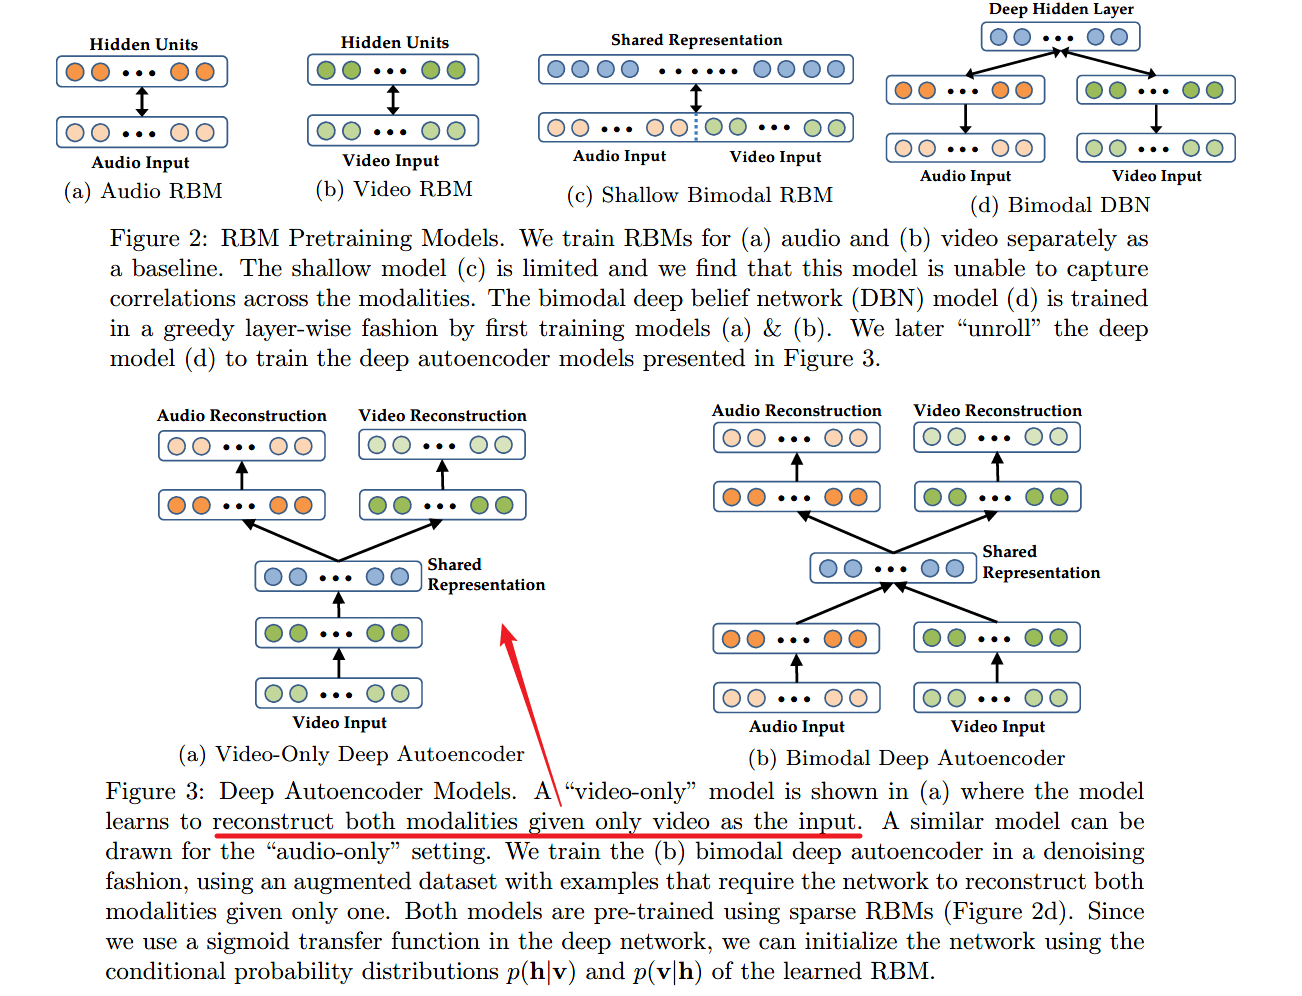 Hidden Units
Audio Input
(a) Audio RBM
Hidden Units
Video Input
(b) Video RBM
Shared Representation
Audio Input
Video Input
(c) Shallow Bimodal RBM
Deep Hidden Layer
Audio Input
Video Input
(d) Bimodal DBN
Figure 2: RBM Pretraining Models. We train RBMs for (a) audio and (b) video separately as
a baseline. The shallow model (c) is limited and we find that this model is unable to capture
correlations across the modalities. The bimodal deep belief network (DBN) model (d) is trained
in a greedy layer-wise fashion by first training models (a) & (b). We later “unroll” the deep
model (d) to train the deep autoencoder models presented in Figure 3.
Audio Reconstruction
Video Reconstruction
Shared
Representation
Video Input
(a) Video-Only Deep Autoencoder
Audio Reconstruction
Video Reconstruction
Shared
Representation
Audio Input
Video Input
(b) Bimodal Deep Autoencoder
Figure 3: Deep Autoencoder Models. A “video-only” model is shown in (a) where the model
learns to reconstruct both modalities given only video as the input. A similar model can be
drawn for the “audio-only” setting. We train the (b) bimodal deep autoencoder in a denoising
fashion, using an augmented dataset with examples that require the network to reconstruct both
modalities given only one. Both models are pre-trained using sparse RBMs (Figure 2d). Since
we use a sigmoid transfer function in the deep network, we can initialize the network using the
conditional probability distributions p(h|v) and p(v|h) of the learned RBM.